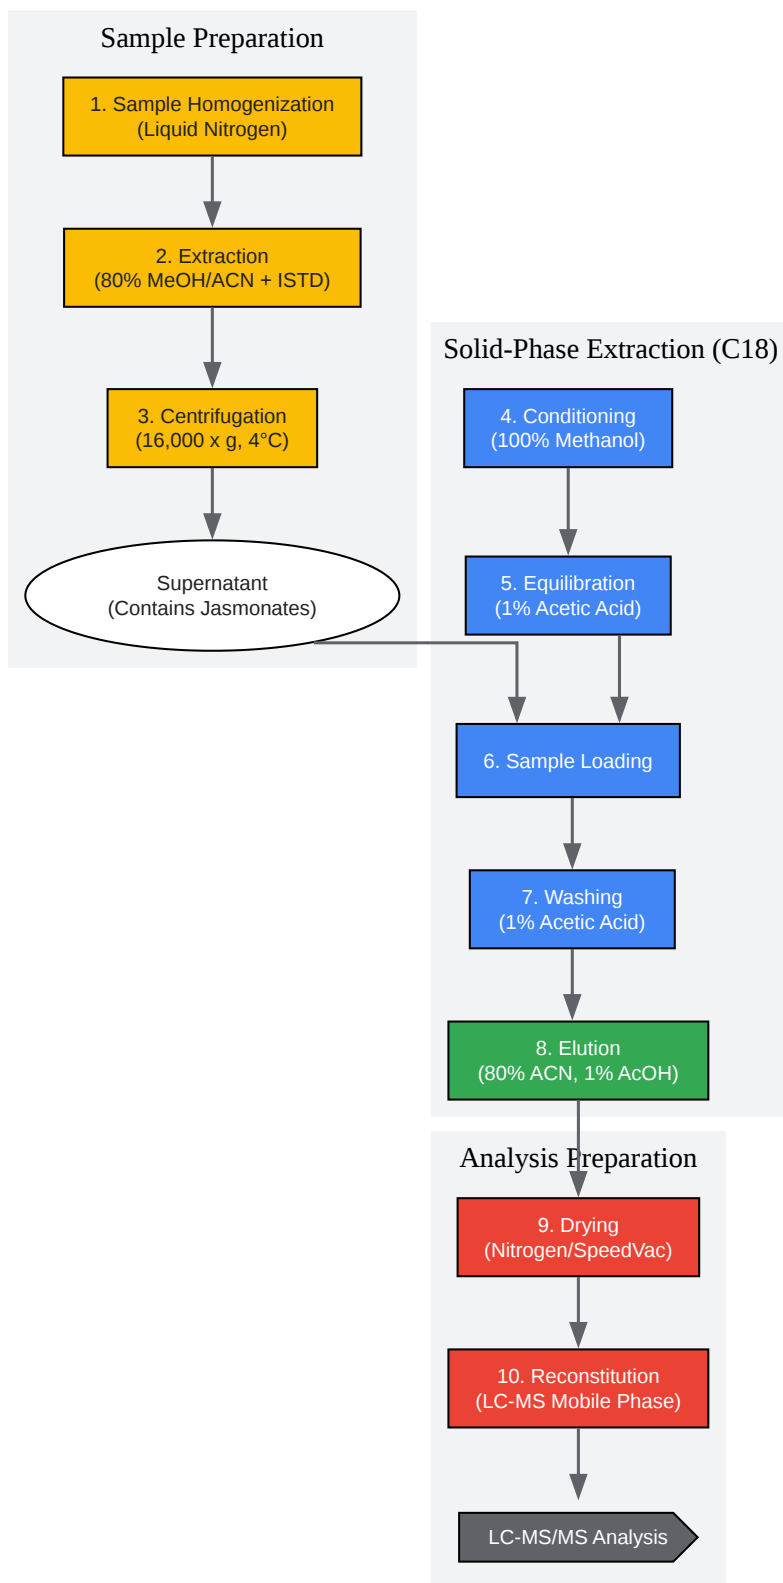 Sample Preparation
1. Sample Homogenization
(Liquid Nitrogen)
2. Extraction
(80% MeOH/ACN + ISTD)
3. Centrifugation
(16,000 x g, 4°C)
Supernatant
(Contains Jasmonates)
Solid-Phase Extraction (C18)
4. Conditioning
(100% Methanol)
5. Equilibration
(1% Acetic Acid)
6. Sample Loading
7. Washing
(1% Acetic Acid)
8. Elution
(80% ACN, 1% AcOH)
Analysis Preparation
9. Drying
(Nitrogen/SpeedVac)
10. Reconstitution
(LC-MS Mobile Phase)
LC-MS/MS Analysis